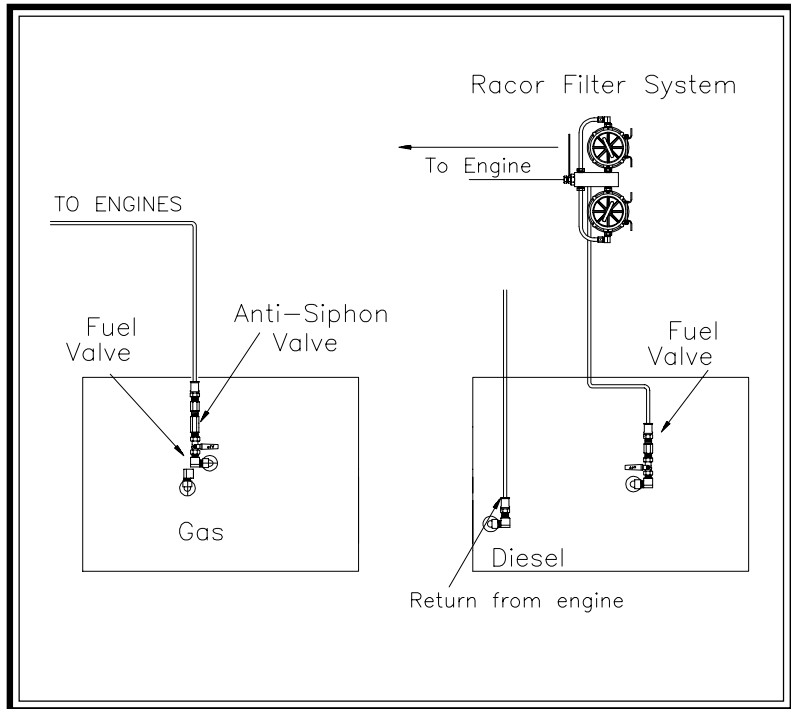 Racor Filter System
To Engine
TO ENGINES
Fuel
Valve
Anti-Siphon
Valve
Fuel
Valve
Gas
Diesel
Return from engine